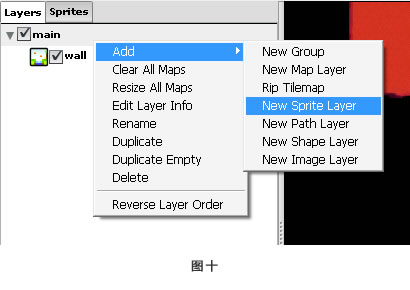 Layers Sprites
main
wall
Add
Clear All Maps
Resize All Maps
Edit Layer Info
Rename
Duplicate
Duplicate Empty
Delete
Reverse Layer Order
New Group
New Map Layer
Rip Tilemap
New Sprite Layer
New Path Layer
New Shape Layer
New Image Layer
图十